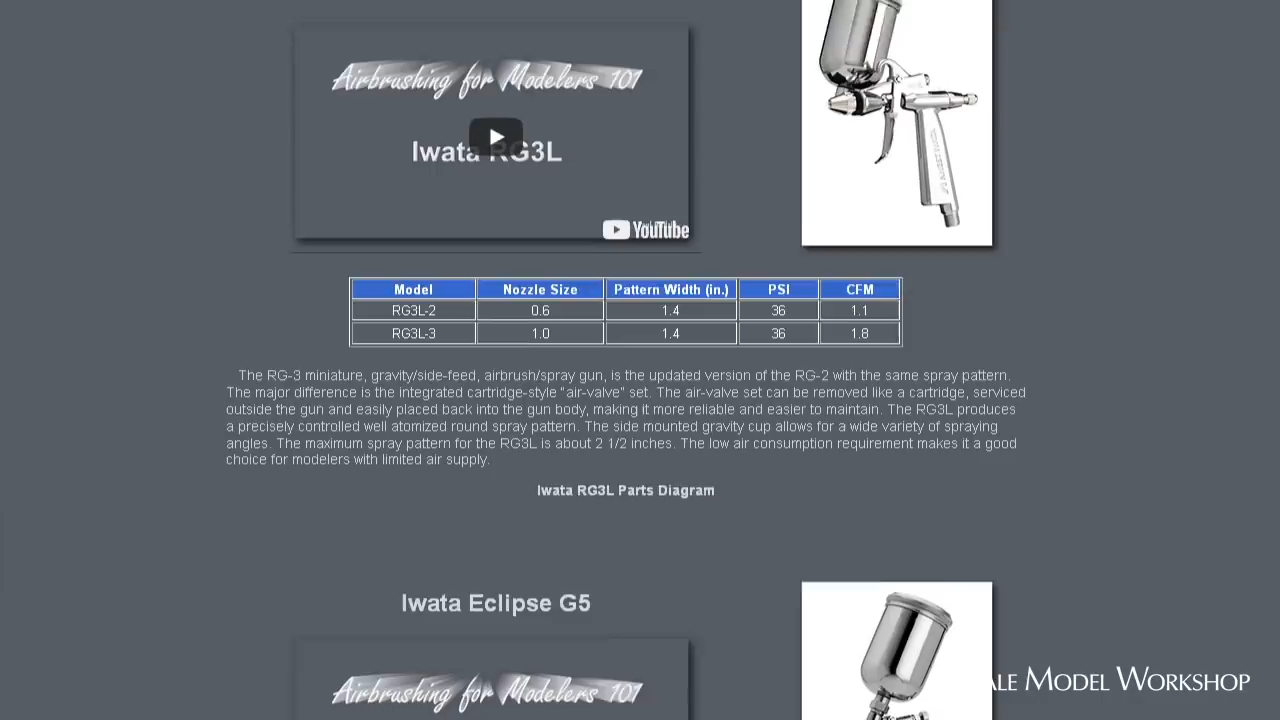 Airbrushing for Modelers 101
Iwata RG3L
YouTube
Model Nozzle Size Pattern Width (in.) PSI CFM
RG3L-2 0.6 1.4 36 1.1
RG3L-3 1.0 1.4 36 1.8
The RG-3 miniature, gravity/side-feed, airbrush/spray gun, is the updated version of the RG-2 with the same spray pattern.
The major difference is the integrated cartridge-style "air-valve" set. The air-valve set can be removed like a cartridge, serviced
outside the gun and easily placed back into the gun body, making it more reliable and easier to maintain. The RG3L produces
a precisely controlled well atomized round spray pattern. The side mounted gravity cup allows for a wide variety of spraying
angles. The maximum spray pattern for the RG3L is about 2 1/2 inches. The low air consumption requirement makes it a good
choice for modelers with limited air supply.
Iwata RG3L Parts Diagram
Iwata Eclipse G5
Airbrushing for Modelers 101
ALE MODEL WORKSHOP